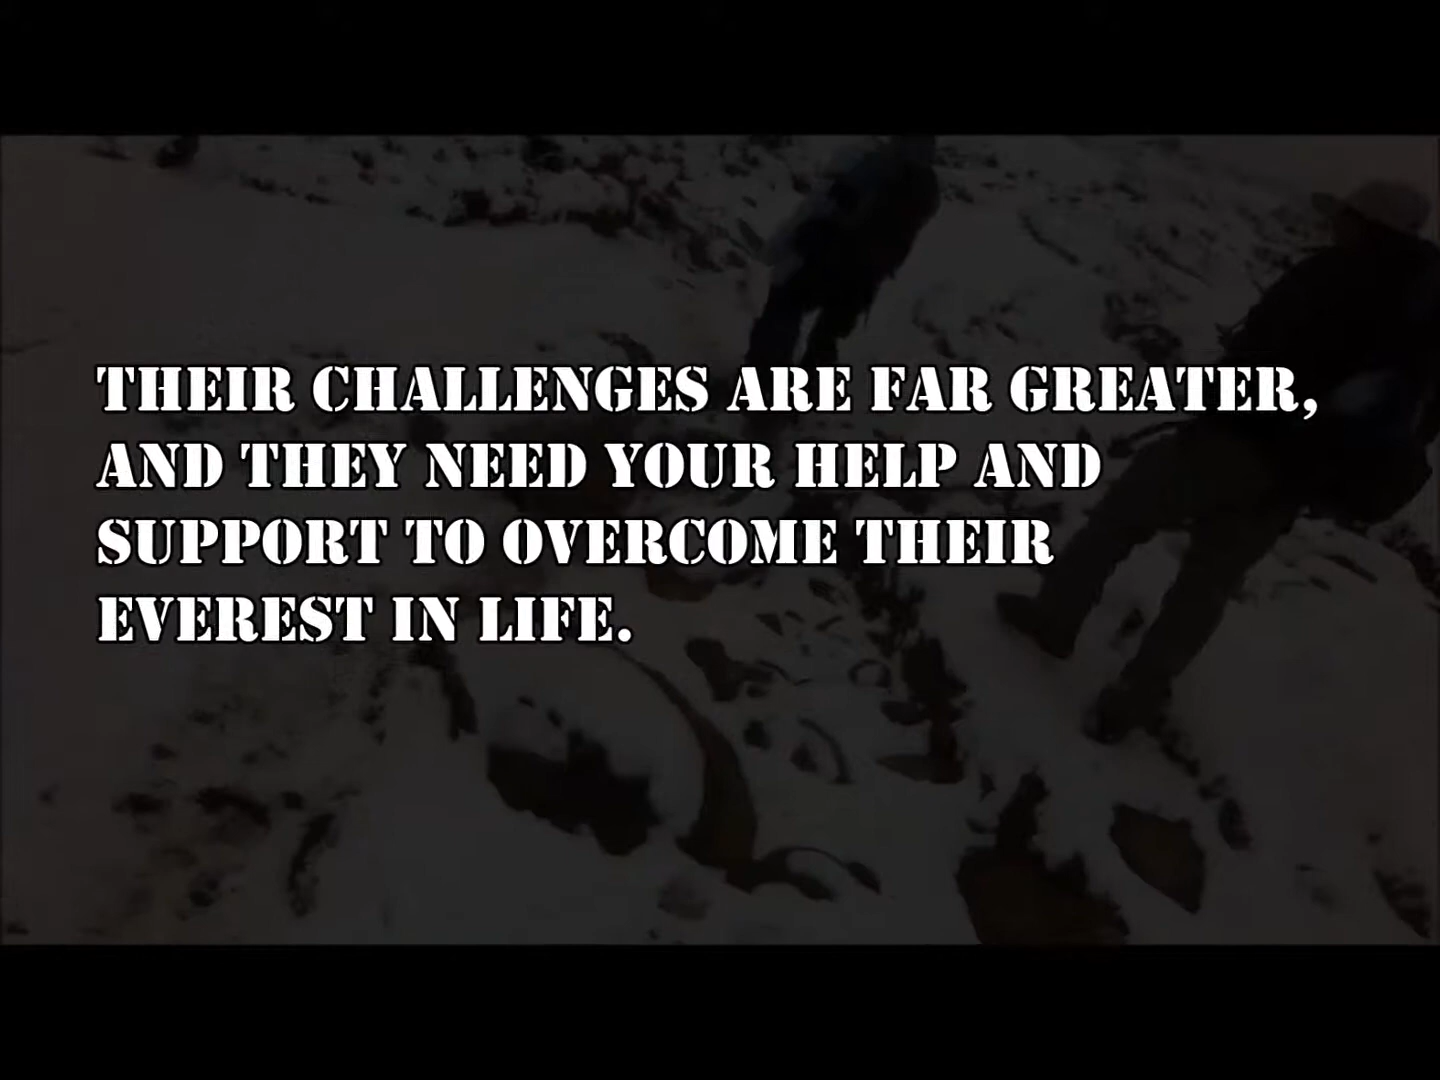 THEIR CHALLENGES ARE FAR GREATER,
AND THEY NEED YOUR HELP AND
SUPPORT TO OVERCOME THEIR
EVEREST IN LIFE.